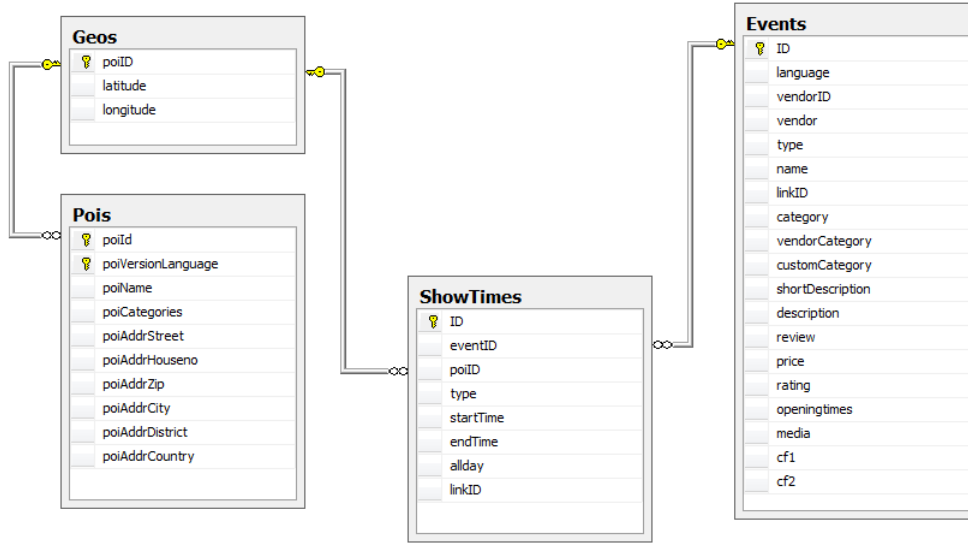 Geos
poiID
latitude
longitude
Pois
poiId
poiVersionLanguage
poiName
poiCategories
poiAddrStreet
poiAddrHouseno
poiAddrZip
poiAddrCity
poiAddrDistrict
poiAddrCountry
ShowTimes
ID
eventID
poiID
type
startTime
endTime
allday
linkID
Events
ID
language
vendorID
vendor
type
name
linkID
category
vendorCategory
customCategory
shortDescription
description
review
price
rating
openingtimes
media
cf1
cf2